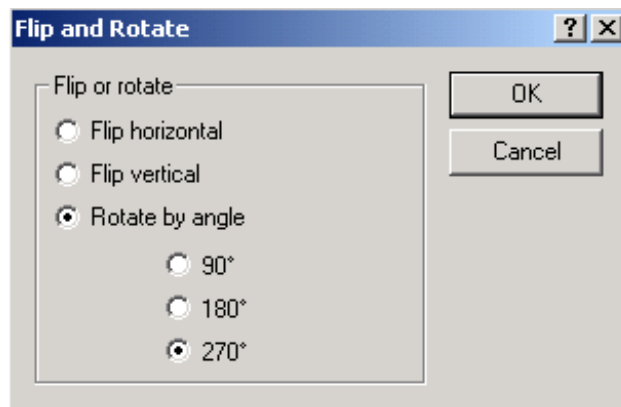 Flip and Rotate
Flip or rotate
Flip horizontal
Flip vertical
Rotate by angle
90°
180°
270°
OK
Cancel